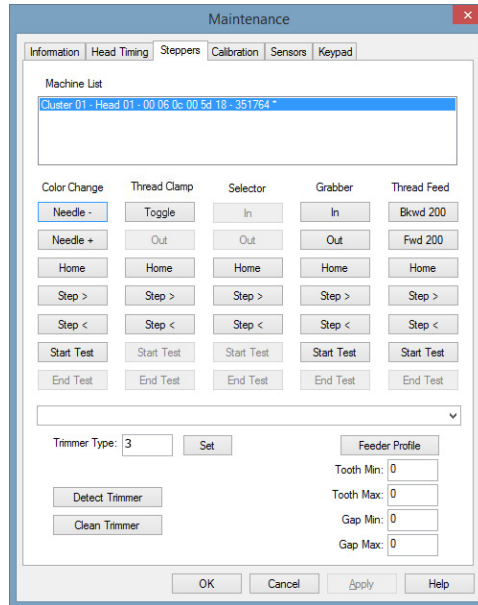 Maintenance
Information Head Timing Steppers Calibration Sensors Keypad
Machine List
Cluster 01 - Head 01 - 00 06 0c 00 5d 18 - 351764 *
Color Change Thread Clamp Selector Grabber Thread Feed
Needle - Toggle In In Bkwd 200
Needle + Out Out Out Fwd 200
Home Home Home Home Home
Step > Step > Step > Step > Step >
Step < Step < Step < Step < Step <
Start Test Start Test Start Test Start Test Start Test
End Test End Test End Test End Test End Test
Trimmer Type: 3 Set Feeder Profile
Tooth Min: 0
Detect Trimmer Tooth Max: 0
Clean Trimmer Gap Min: 0
Gap Max: 0
OK Cancel Apply Help